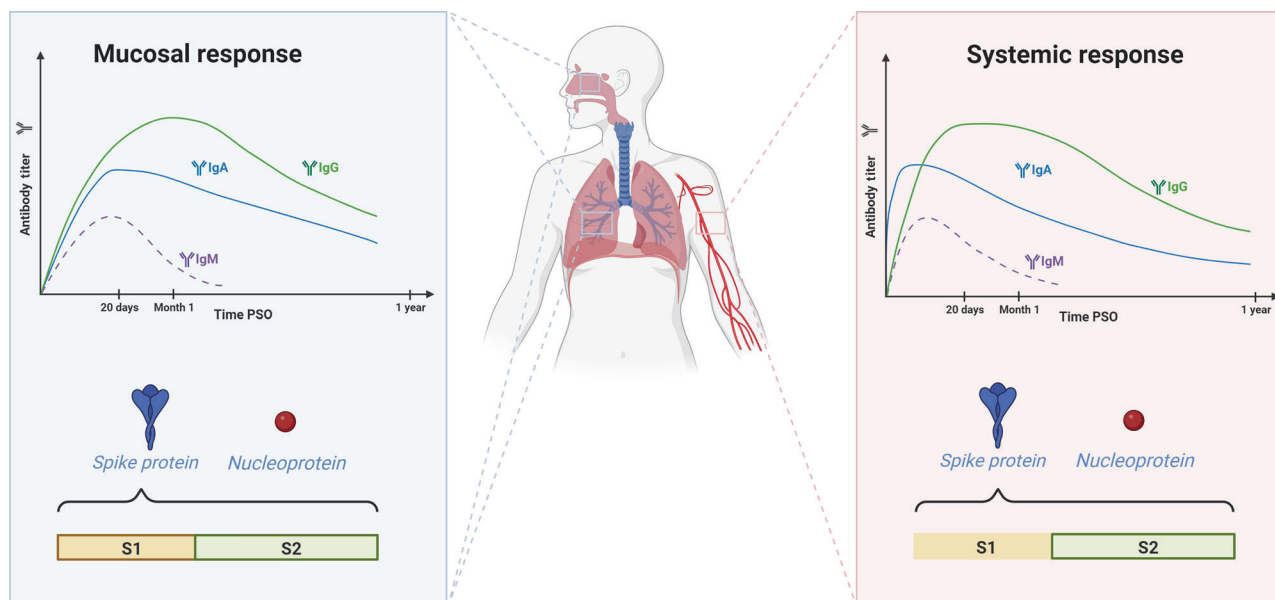 Mucosal response
Antibody titer
IgA
IgG
IgM
20 days
Month 1
1 year
Time PSO
Spike protein
Nucleoprotein
S1
S2
Systemic response
Antibody titer
IgA
IgG
IgM
20 days
Month 1
1 year
Time PSO
Spike protein
Nucleoprotein
S1
S2